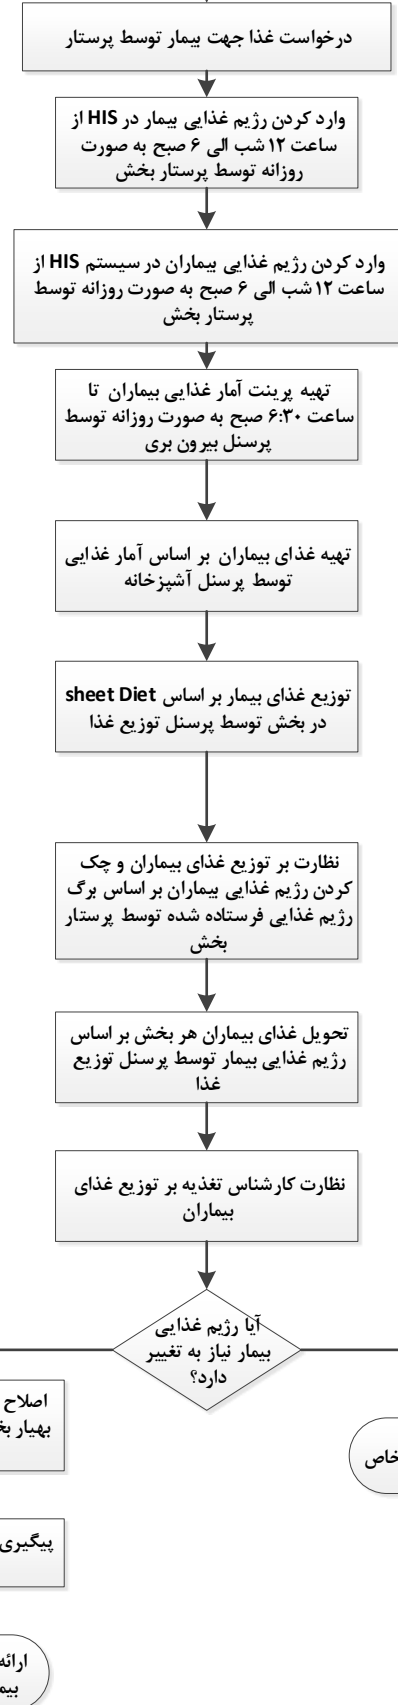 درخواست غذا جهت بیمار توسط پرستار
وارد کردن رژیم غذایی بیمار در HIS از
ساعت ۱۲ شب الی ۶ صبح به صورت
روزانه توسط پرستار بخش
وارد کردن رژیم غذایی بیماران در سیستم HIS از
ساعت ۱۲ شب الی ۶ صبح به صورت روزانه توسط
پرستار بخش
تهیه پرینت آمار غذایی بیماران تا
ساعت ۶:۳۰ صبح به صورت روزانه توسط
پرسنل بیرون بری
تهیه غذای بیماران بر اساس آمار غذایی
توسط پرسنل آشپزخانه
توزیع غذای بیمار بر اساس sheet Diet
در بخش توسط پرسنل توزیع غذا
نظارت بر توزیع غذای بیماران و چک
کردن رژیم غذایی بیماران بر اساس برگ
رژیم غذایی فرستاده شده توسط پرستار
بخش
تحویل غذای بیماران هر بخش بر اساس
رژیم غذایی بیمار توسط پرسنل توزیع
غذا
نظارت کارشناس تغذیه بر توزیع غذای
بیماران
آیا رژیم غذایی
بیمار نیاز به تغییر
دارد؟
اصلاح
بهیار
خاص
پیگیری
ارائه